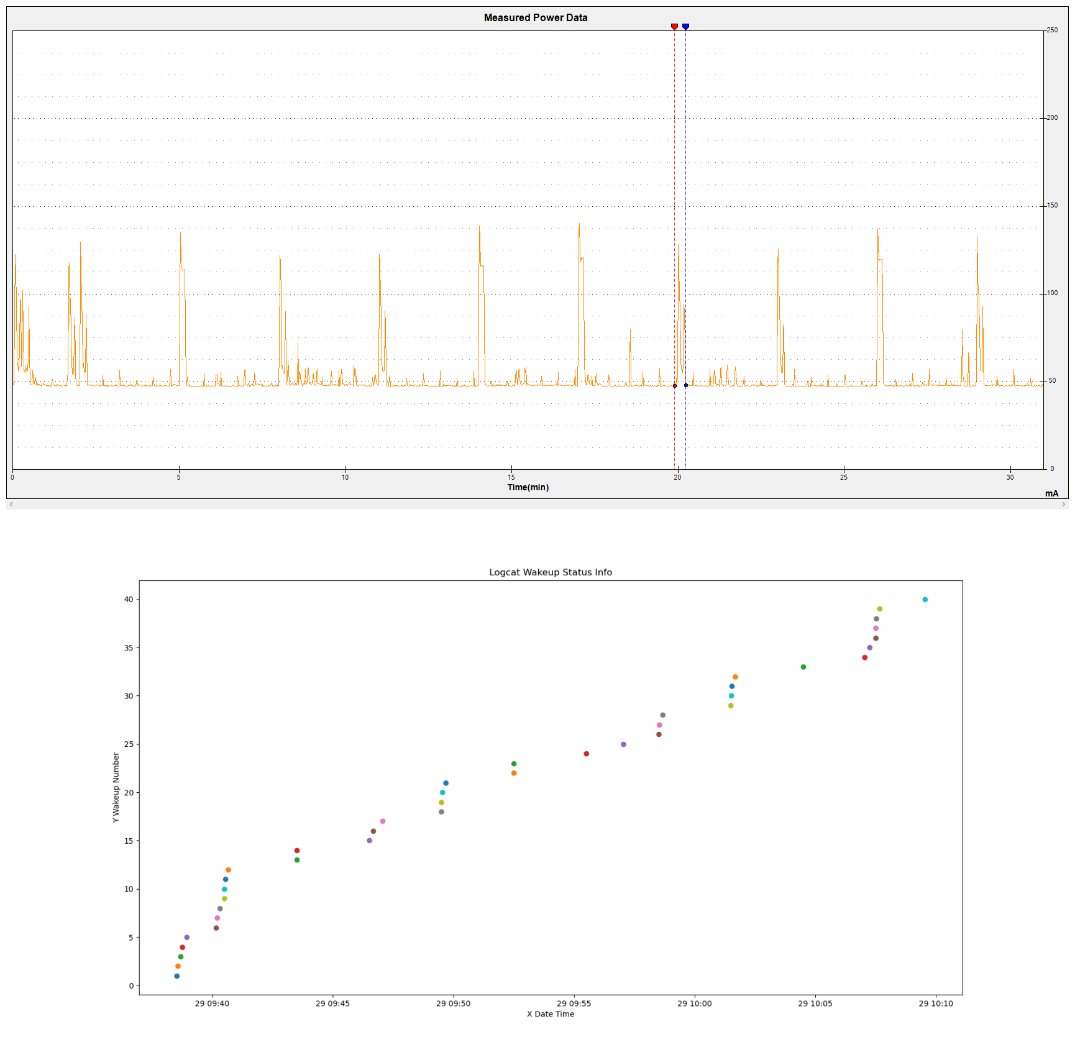 Measured Power Data
250
200
150
100
50
0
0 5 10 15 20 25 30
Time(min)
mA
Logcat Wakeup Status Info
40
35
30
25
20
15
10
5
0
Y Wakeup Number
29 09:40 29 09:45 29 09:50 29 09:55 29 10:00 29 10:05 29 10:10
X Date Time